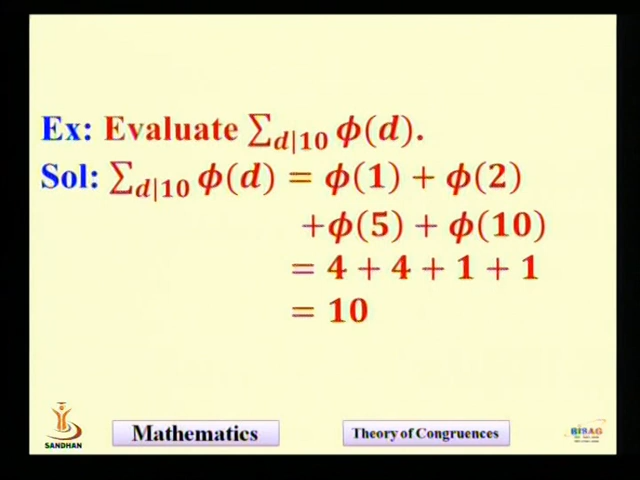 Ex: Evaluate ∑d|10 ϕ(d).
Sol: ∑d|10 ϕ(d) = ϕ(1) + ϕ(2)
+ϕ(5) + ϕ(10)
= 4 + 4 + 1 + 1
= 10
SANDHAN
Mathematics
Theory of Congruences
BISAG